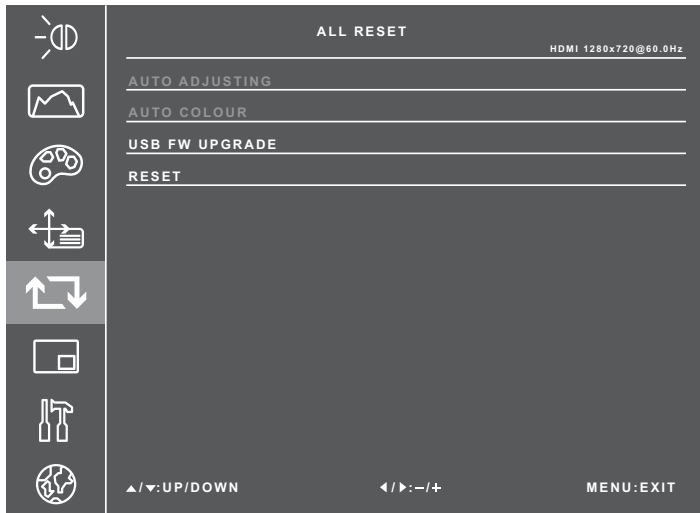 ALL RESET
HDMI 1280x720@60.0Hz
AUTO ADJUSTING
AUTO COLOUR
USB FW UPGRADE
RESET
▲/▼:UP/DOWN ◀/▶:−/+ MENU:EXIT